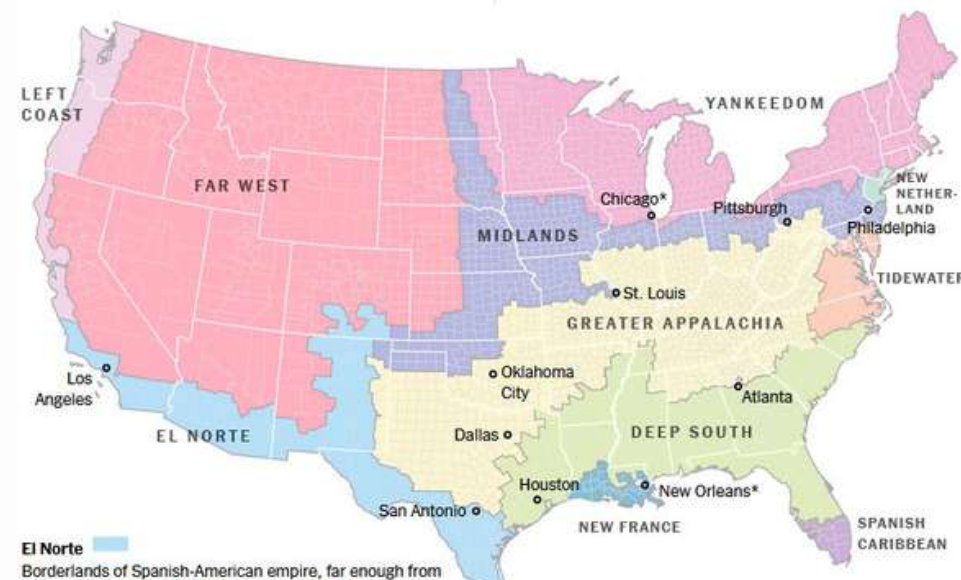 LEFT
COAST
YANKEEDOM
FAR WEST
NEW
NETHER-
LAND
Chicago*
Pittsburgh
Philadelphia
MIDLANDS
TIDEWATER
St. Louis
GREATER APPALACHIA
Los
Angeles
Oklahoma
City
Atlanta
EL NORTE
Dallas
DEEP SOUTH
Houston
New Orleans*
San Antonio
NEW FRANCE
SPANISH
CARIBBEAN
El Norte
Borderlands of Spanish-American empire, far enough from